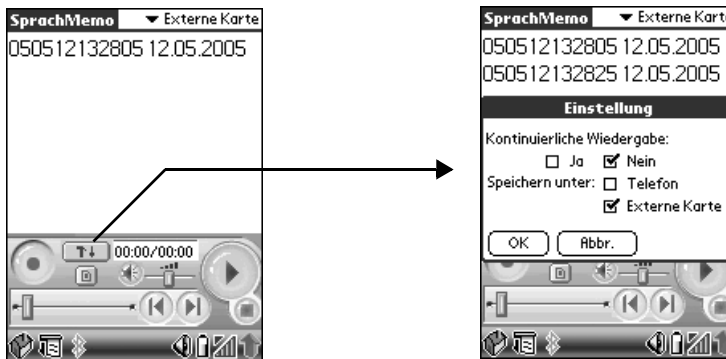 SprachMemo Externe Karte
050512132805 12.05.2005
00:00/00:00
SprachMemo Externe Kart
050512132805 12.05.2005
050512132825 12.05.2005
Einstellung
Kontinuierliche Wiedergabe:
Ja Nein
Speichern unter: Telefon
Externe Karte
OK Abbr.